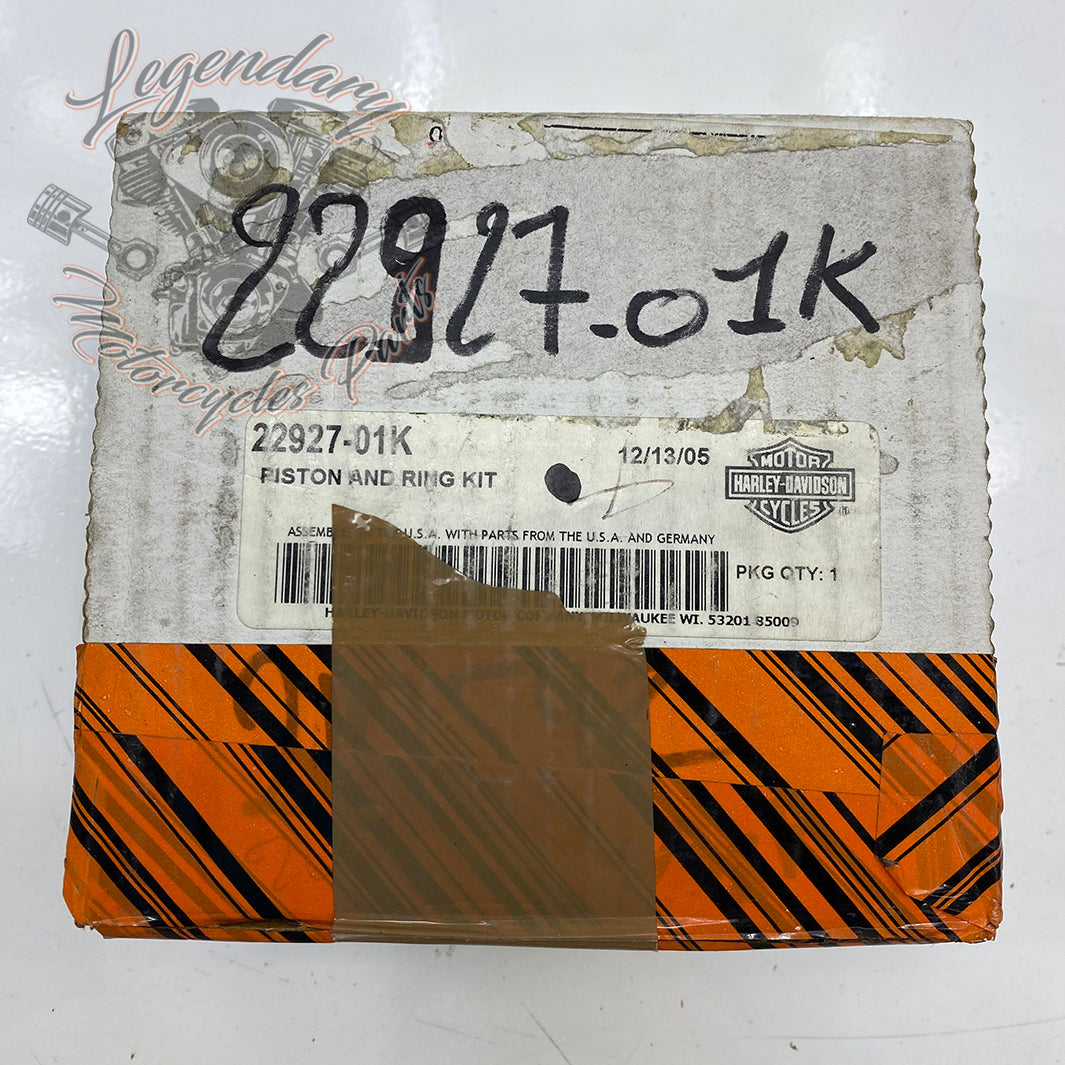 Legendary
Motorcycles Parts
22927-01K
22927-01K
PISTON AND RING KIT
12/13/05
MOTOR
HARLEY-DAVIDSON
CYCLES
ASSEMBLED IN THE U.S.A. WITH PARTS FROM THE U.S.A. AND GERMANY
PKG QTY: 1
HARLEY-DAVIDSON MOTOR COMPANY, MILWAUKEE WI. 53201 85009